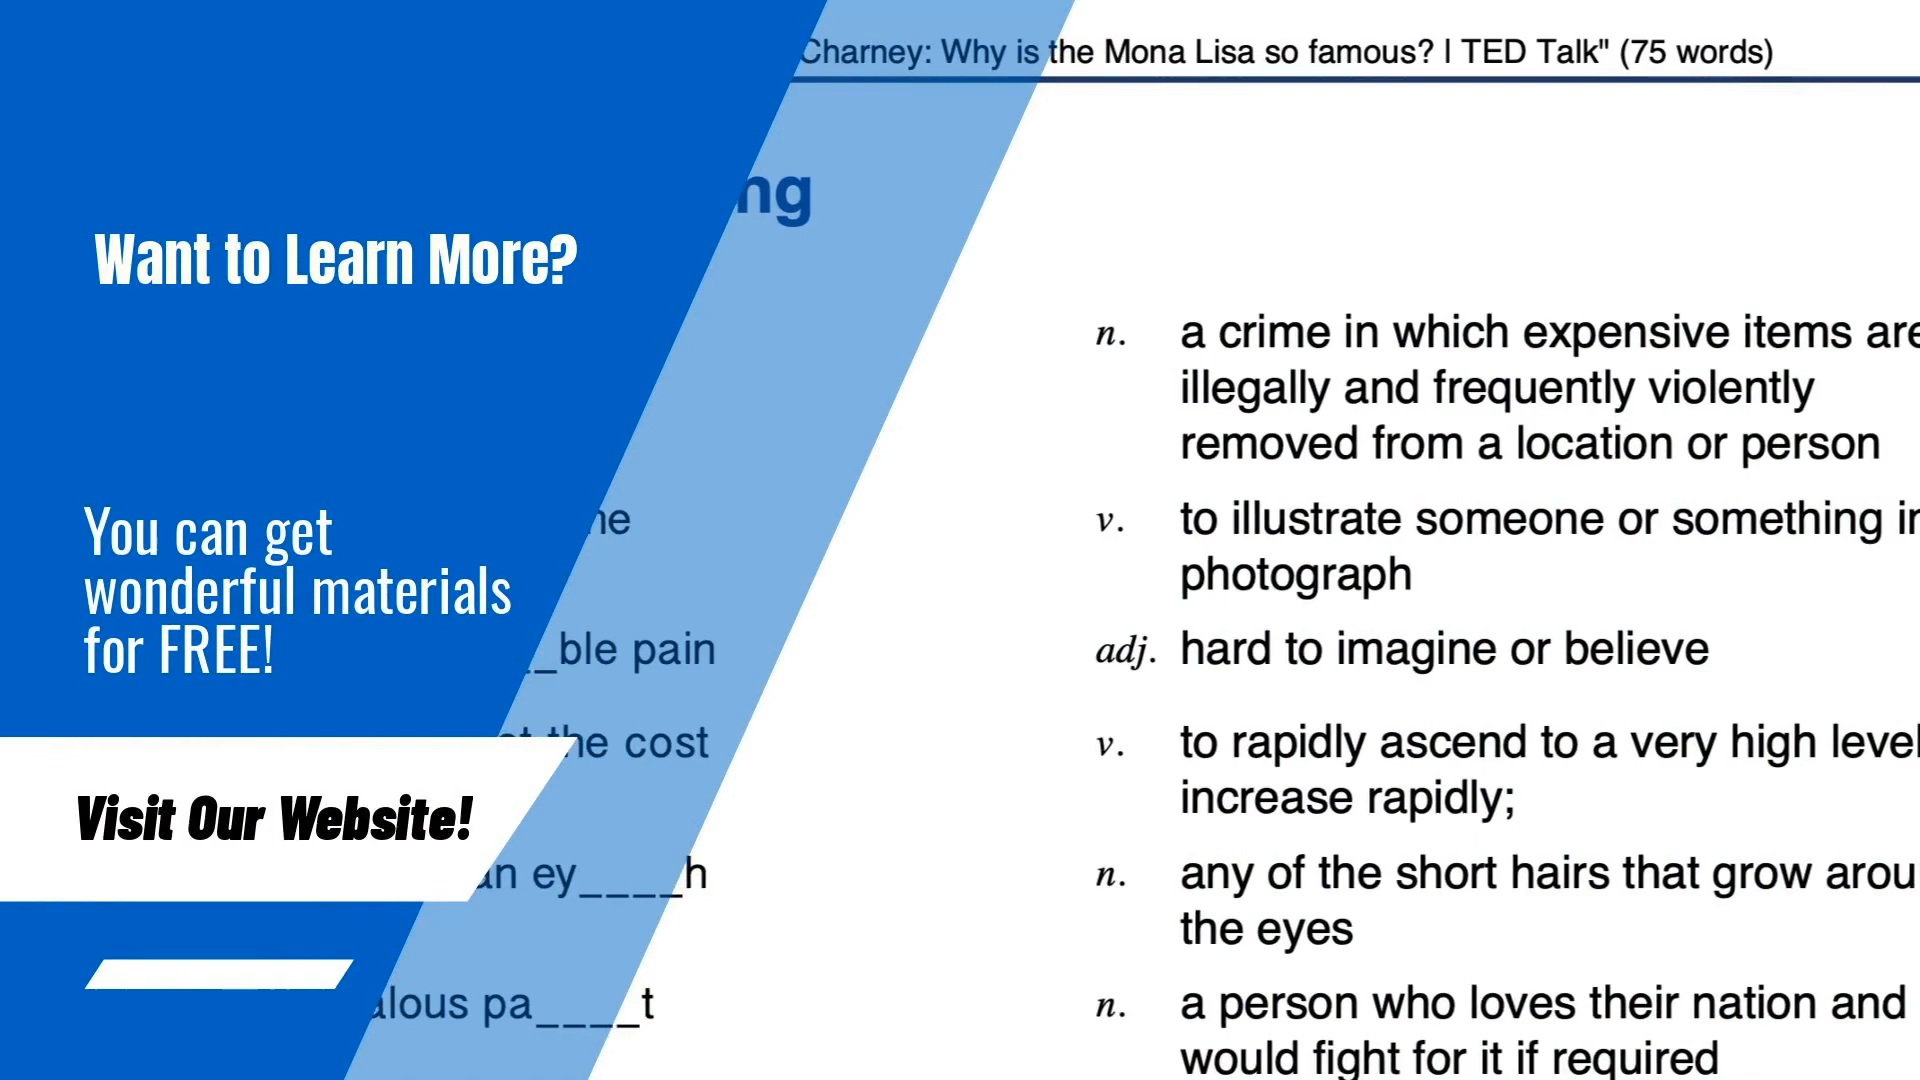 Charney: Why is the Mona Lisa so famous? | TED Talk" (75 words)
ng
Want to Learn More?
You can get
wonderful materials
for FREE!
Visit Our Website!
n. a crime in which expensive items are
illegally and frequently violently
removed from a location or person
v. to illustrate someone or something in
photograph
_ble pain
adj. hard to imagine or believe
the cost
v. to rapidly ascend to a very high level
increase rapidly;
an ey____h
n. any of the short hairs that grow arou
the eyes
alous pa____t
n. a person who loves their nation and
would fight for it if required